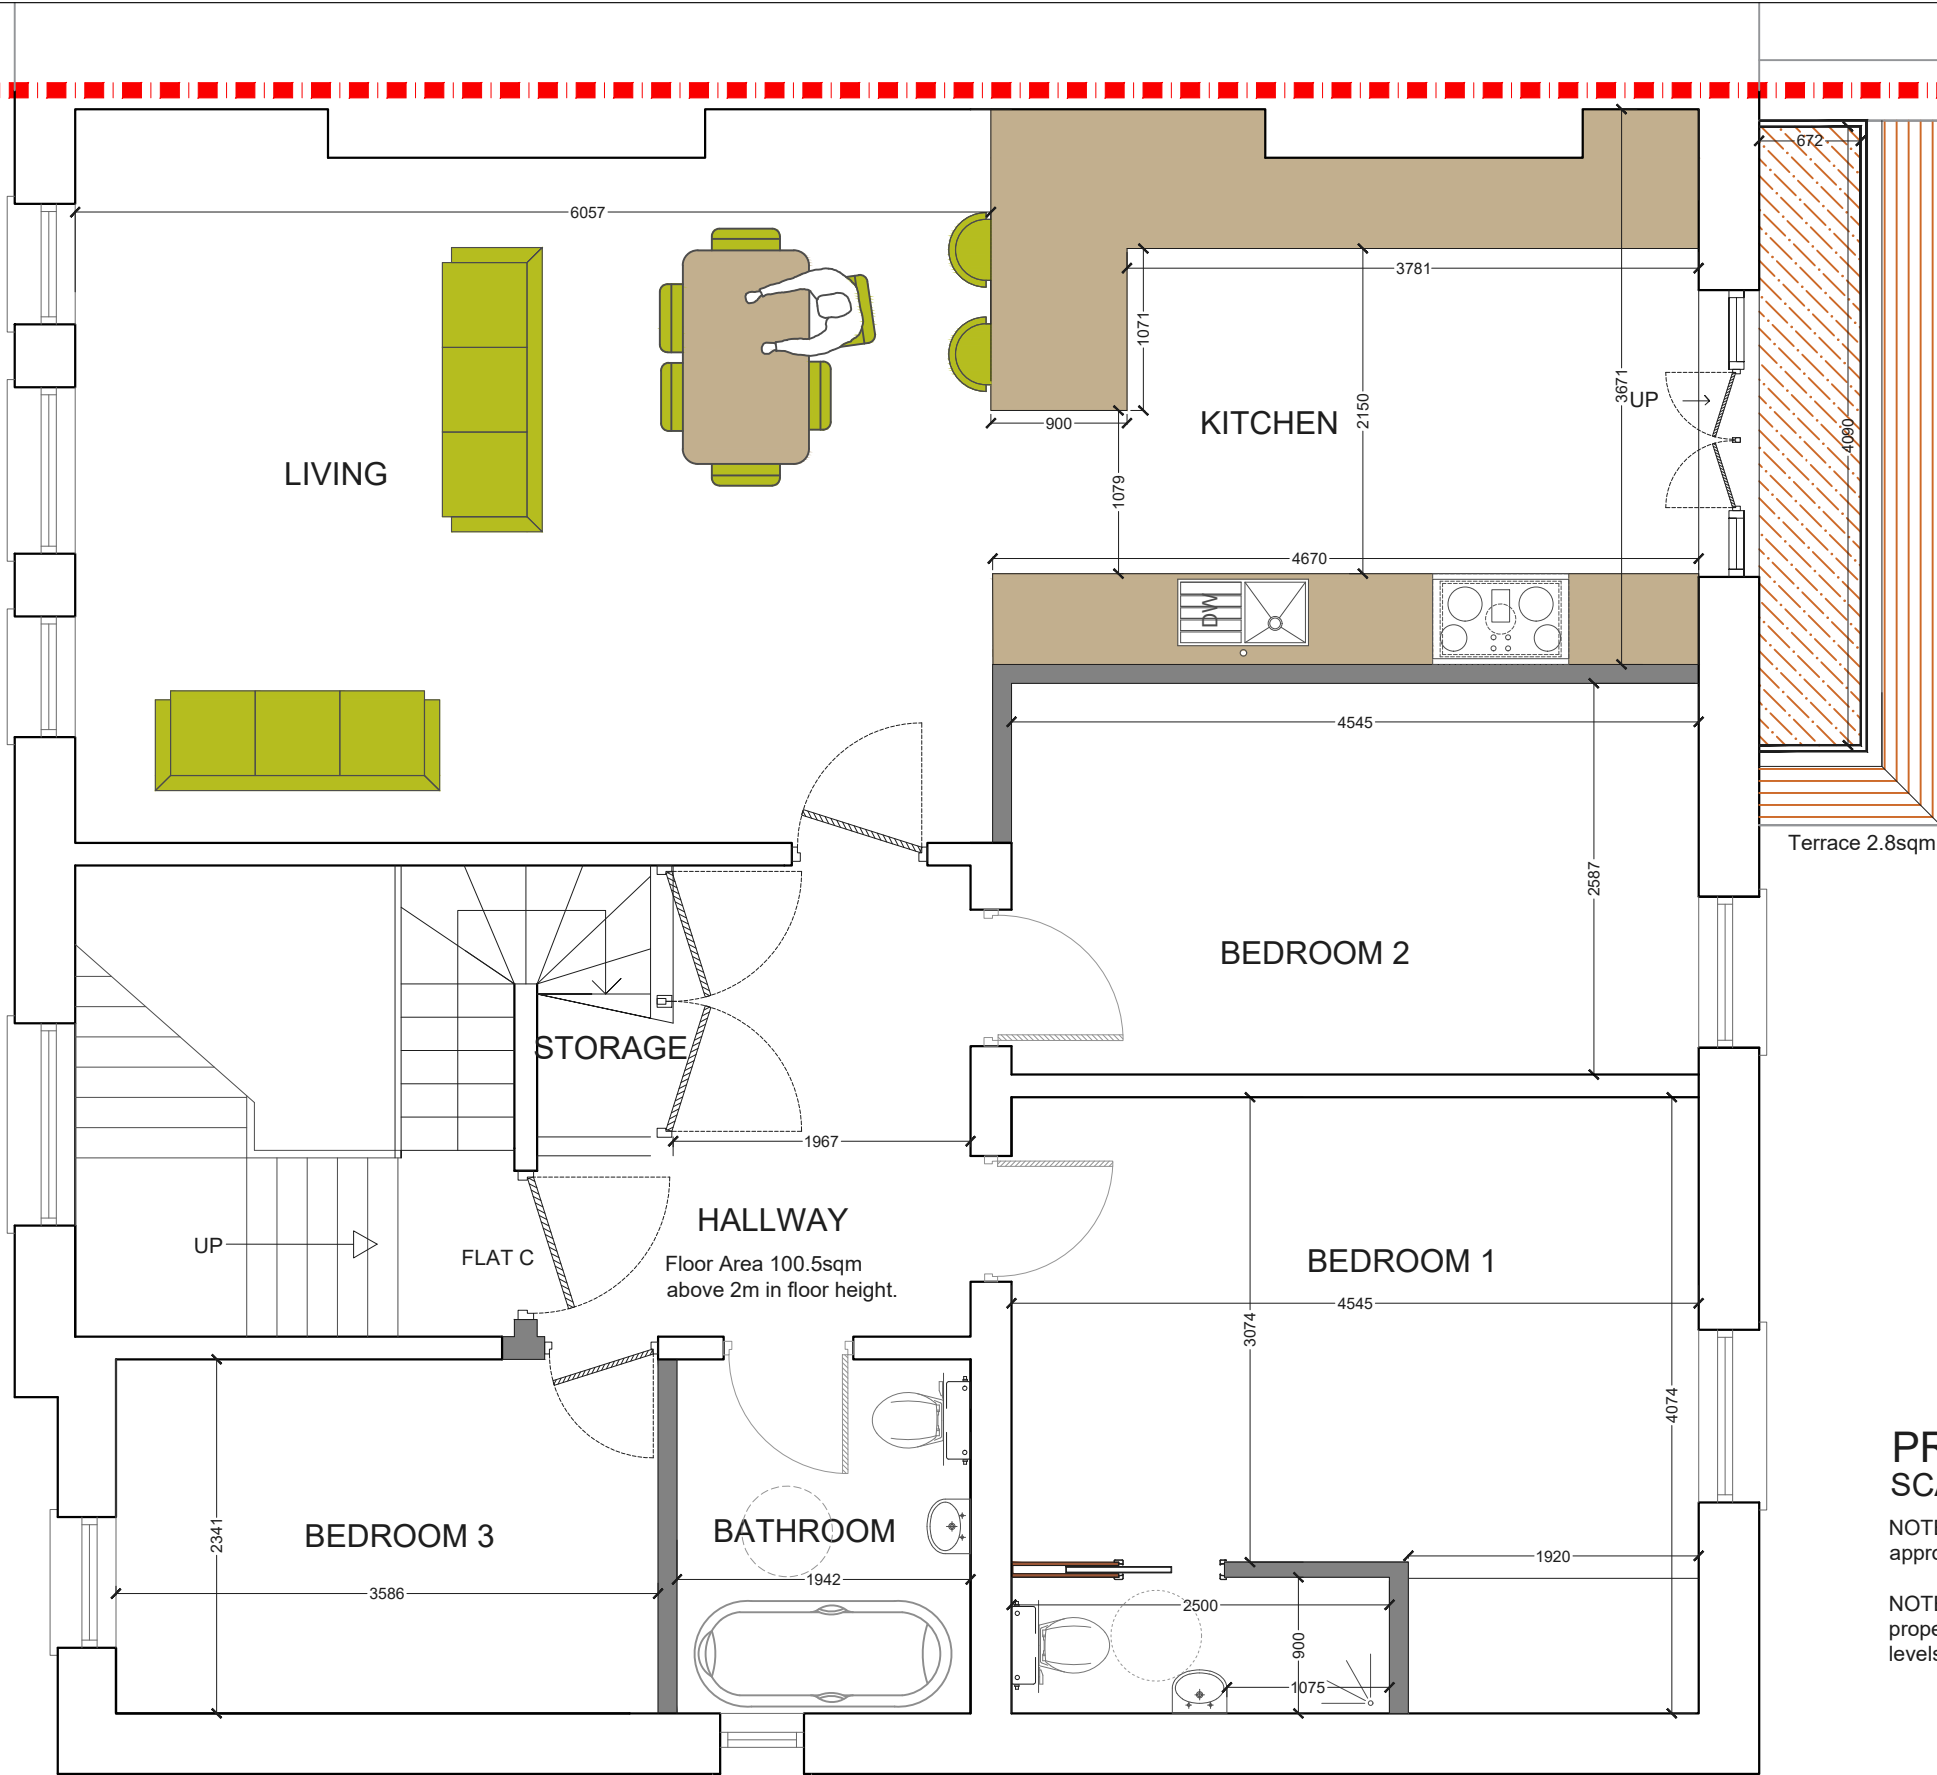 672
6057
3781
1071
3671
UP
2150
4090
900
KITCHEN
LIVING
1079
4670
DW
4545
Terrace 2.8sqm
2587
BEDROOM 2
STORAGE
1967
HALLWAY
UP
FLAT C
Floor Area 100.5sqm
above 2m in floor height.
BEDROOM 1
4545
3074
4074
2341
BEDROOM 3
BATHROOM
3586
1942
1920
2500
900
1075